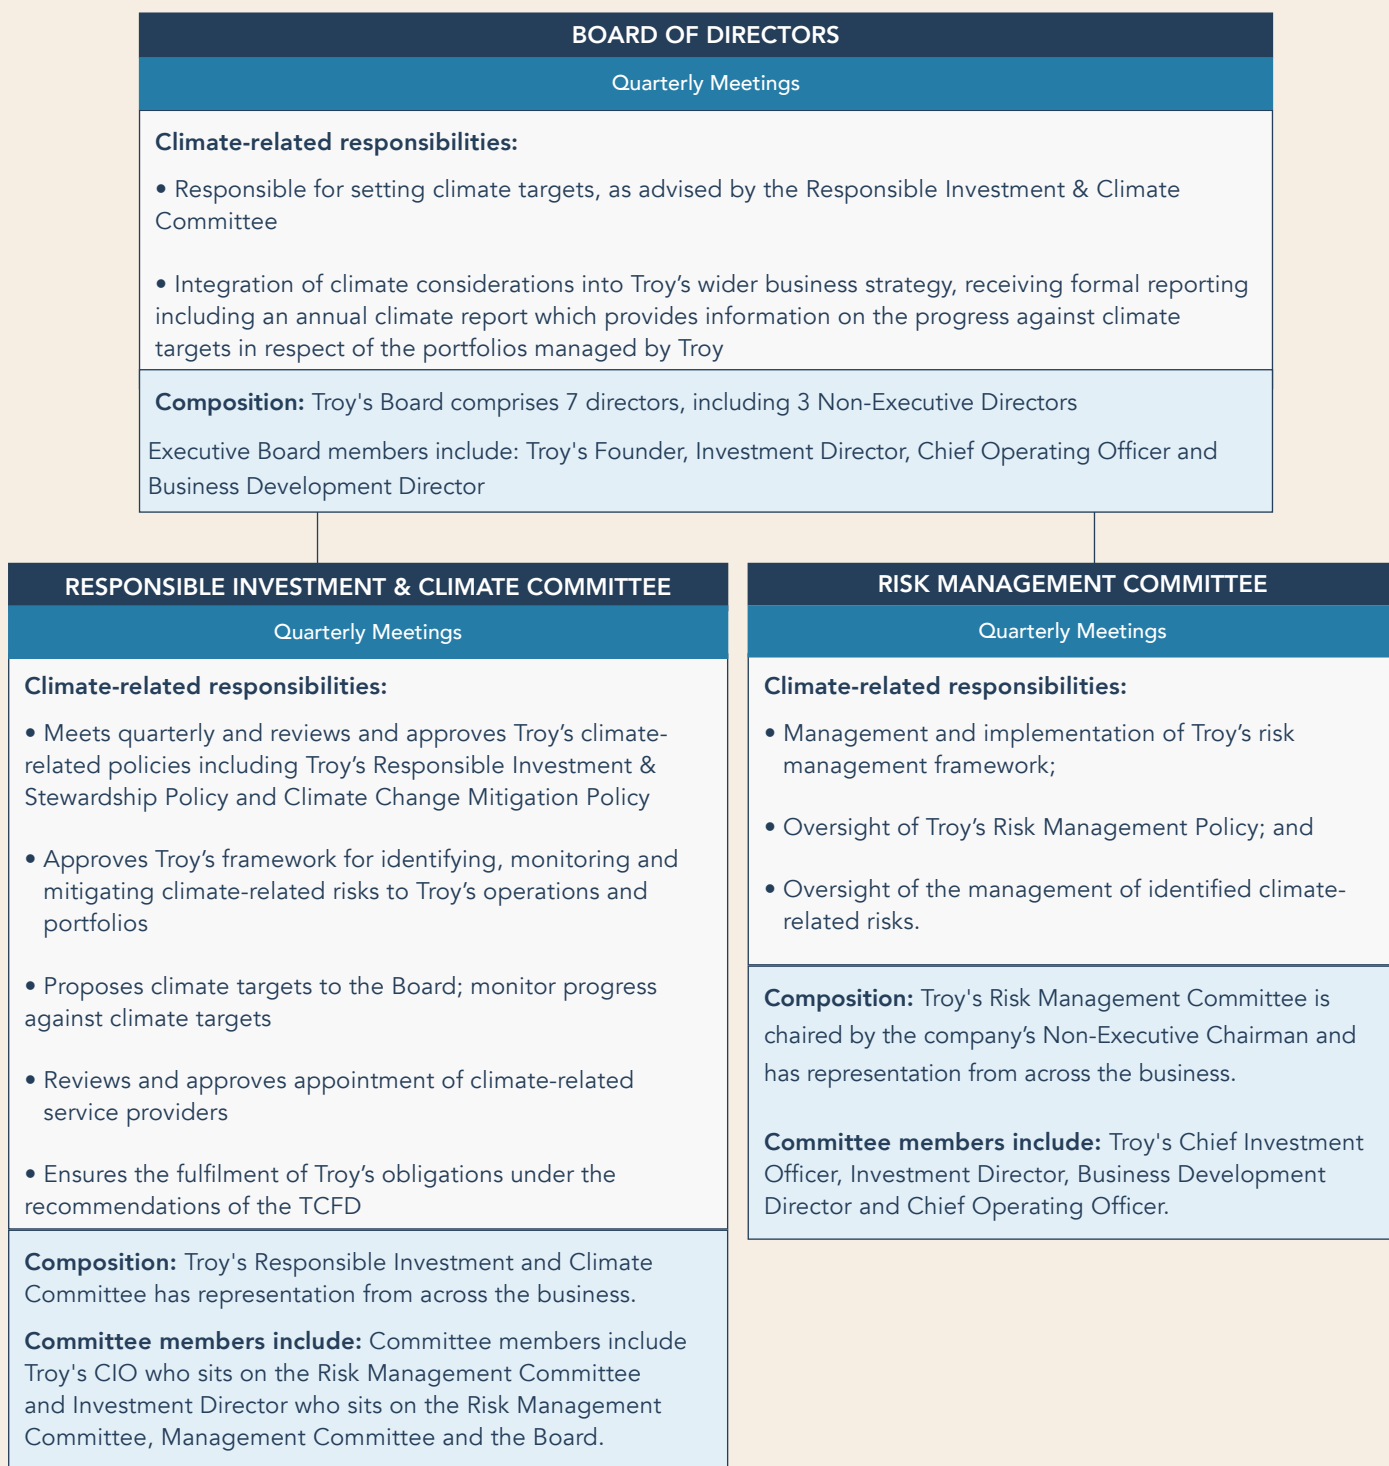 BOARD OF DIRECTORS
Quarterly Meetings
Climate-related responsibilities:
• Responsible for setting climate targets, as advised by the Responsible Investment & Climate
Committee
• Integration of climate considerations into Troy’s wider business strategy, receiving formal reporting
including an annual climate report which provides information on the progress against climate
targets in respect of the portfolios managed by Troy
Composition: Troy's Board comprises 7 directors, including 3 Non-Executive Directors
Executive Board members include: Troy's Founder, Investment Director, Chief Operating Officer and
Business Development Director
RESPONSIBLE INVESTMENT & CLIMATE COMMITTEE
Quarterly Meetings
Climate-related responsibilities:
• Meets quarterly and reviews and approves Troy’s climate-
related policies including Troy’s Responsible Investment &
Stewardship Policy and Climate Change Mitigation Policy
• Approves Troy’s framework for identifying, monitoring and
mitigating climate-related risks to Troy’s operations and
portfolios
• Proposes climate targets to the Board; monitor progress
against climate targets
• Reviews and approves appointment of climate-related
service providers
• Ensures the fulfilment of Troy’s obligations under the
recommendations of the TCFD
Composition: Troy's Responsible Investment and Climate
Committee has representation from across the business.
Committee members include: Committee members include
Troy's CIO who sits on the Risk Management Committee
and Investment Director who sits on the Risk Management
Committee, Management Committee and the Board.
RISK MANAGEMENT COMMITTEE
Quarterly Meetings
Climate-related responsibilities:
• Management and implementation of Troy’s risk
management framework;
• Oversight of Troy’s Risk Management Policy; and
• Oversight of the management of identified climate-
related risks.
Composition: Troy's Risk Management Committee is
chaired by the company’s Non-Executive Chairman and
has representation from across the business.
Committee members include: Troy's Chief Investment
Officer, Investment Director, Business Development
Director and Chief Operating Officer.